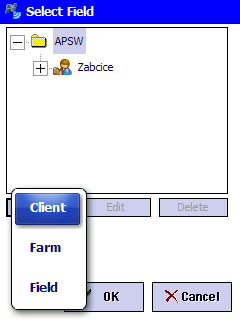 Select Field
APSW
Zabcice
Edit
Delete
Client
Farm
Field
OK
Cancel